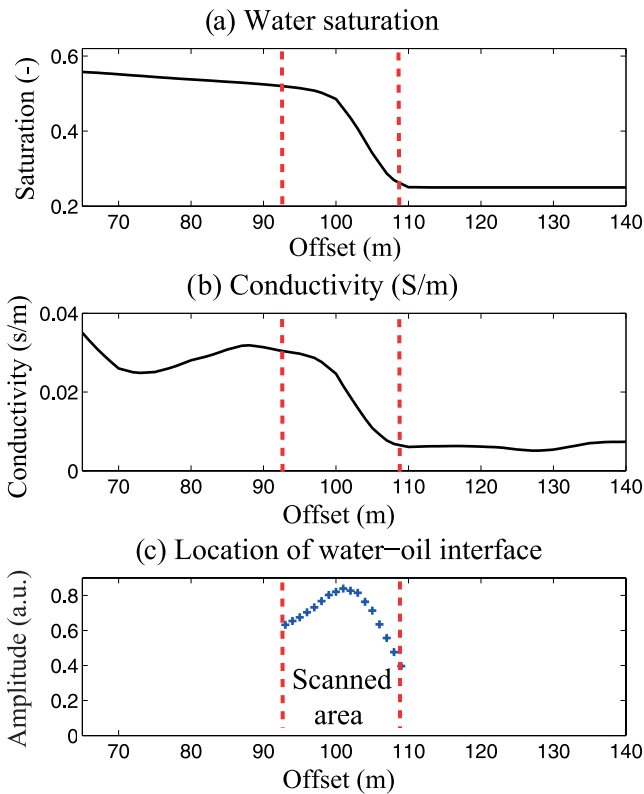 (a) Water saturation
Saturation (-)
0.6
0.4
0.2
70 80 90 100 110 120 130 140
Offset (m)
(b) Conductivity (S/m)
Conductivity (s/m)
0.04
0.02
0
70 80 90 100 110 120 130 140
Offset (m)
(c) Location of water−oil interface
Amplitude (a.u.)
0.8
0.6
0.4
0.2
0
Scanned
area
70 80 90 100 110 120 130 140
Offset (m)